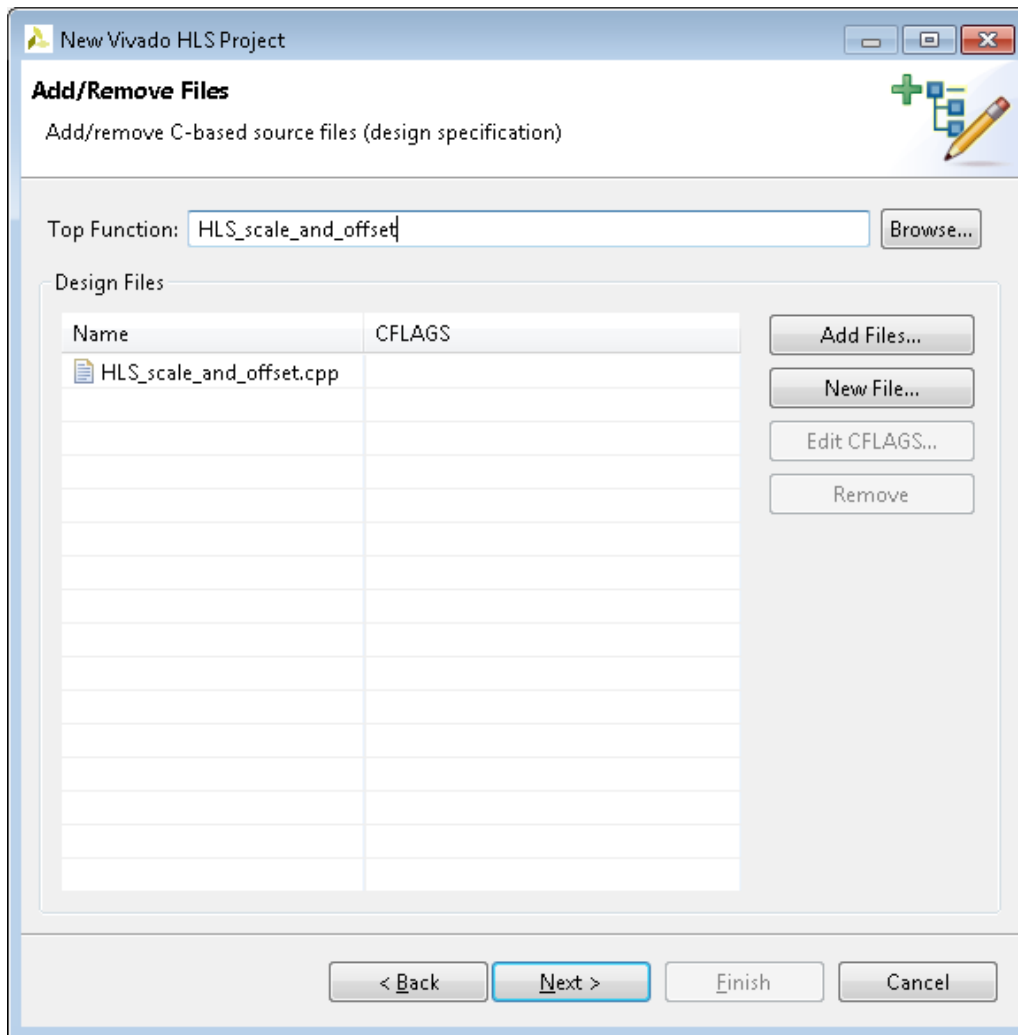 New Vivado HLS Project
Add/Remove Files
Add/remove C-based source files (design specification)
Top Function: HLS_scale_and_offset Browse...
Design Files
Name CFLAGS
HLS_scale_and_offset.cpp
Add Files...
New File...
Edit CFLAGS...
Remove
< Back Next > Finish Cancel